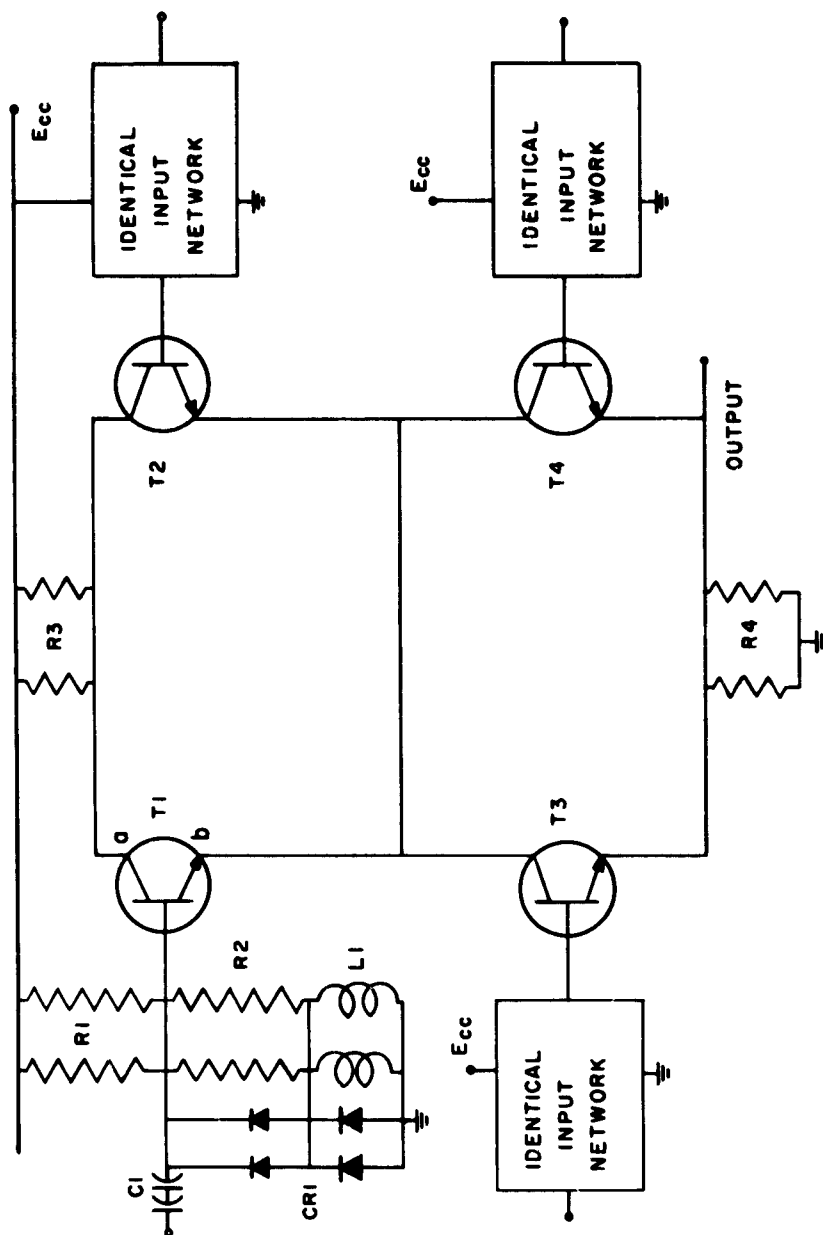 Ecc
R1
R3
IDENTICAL
INPUT
NETWORK
C1
CR1
R2
L1
a
T1
b
T2
Ecc
IDENTICAL
INPUT
NETWORK
T3
T4
Ecc
IDENTICAL
INPUT
NETWORK
R4
OUTPUT